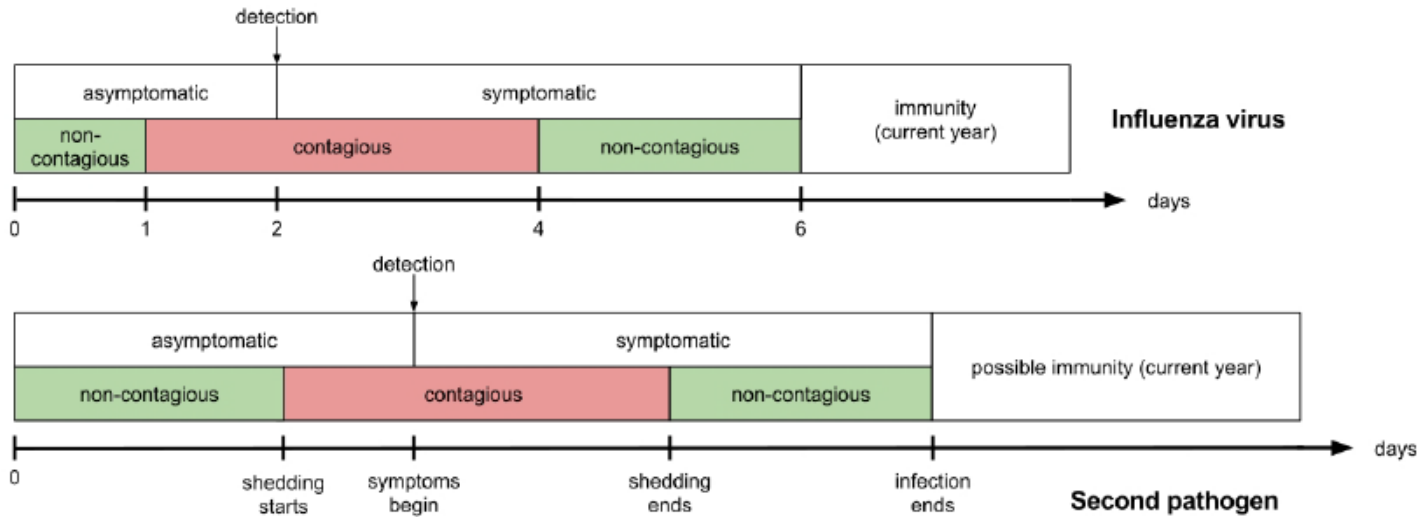 detection
asymptomatic
symptomatic
immunity
(current year)
Influenza virus
non-
contagious
contagious
non-contagious
days
0
1
2
4
6
detection
asymptomatic
symptomatic
possible immunity (current year)
non-contagious
contagious
non-contagious
days
0
shedding
starts
symptoms
begin
shedding
ends
infection
ends
Second pathogen